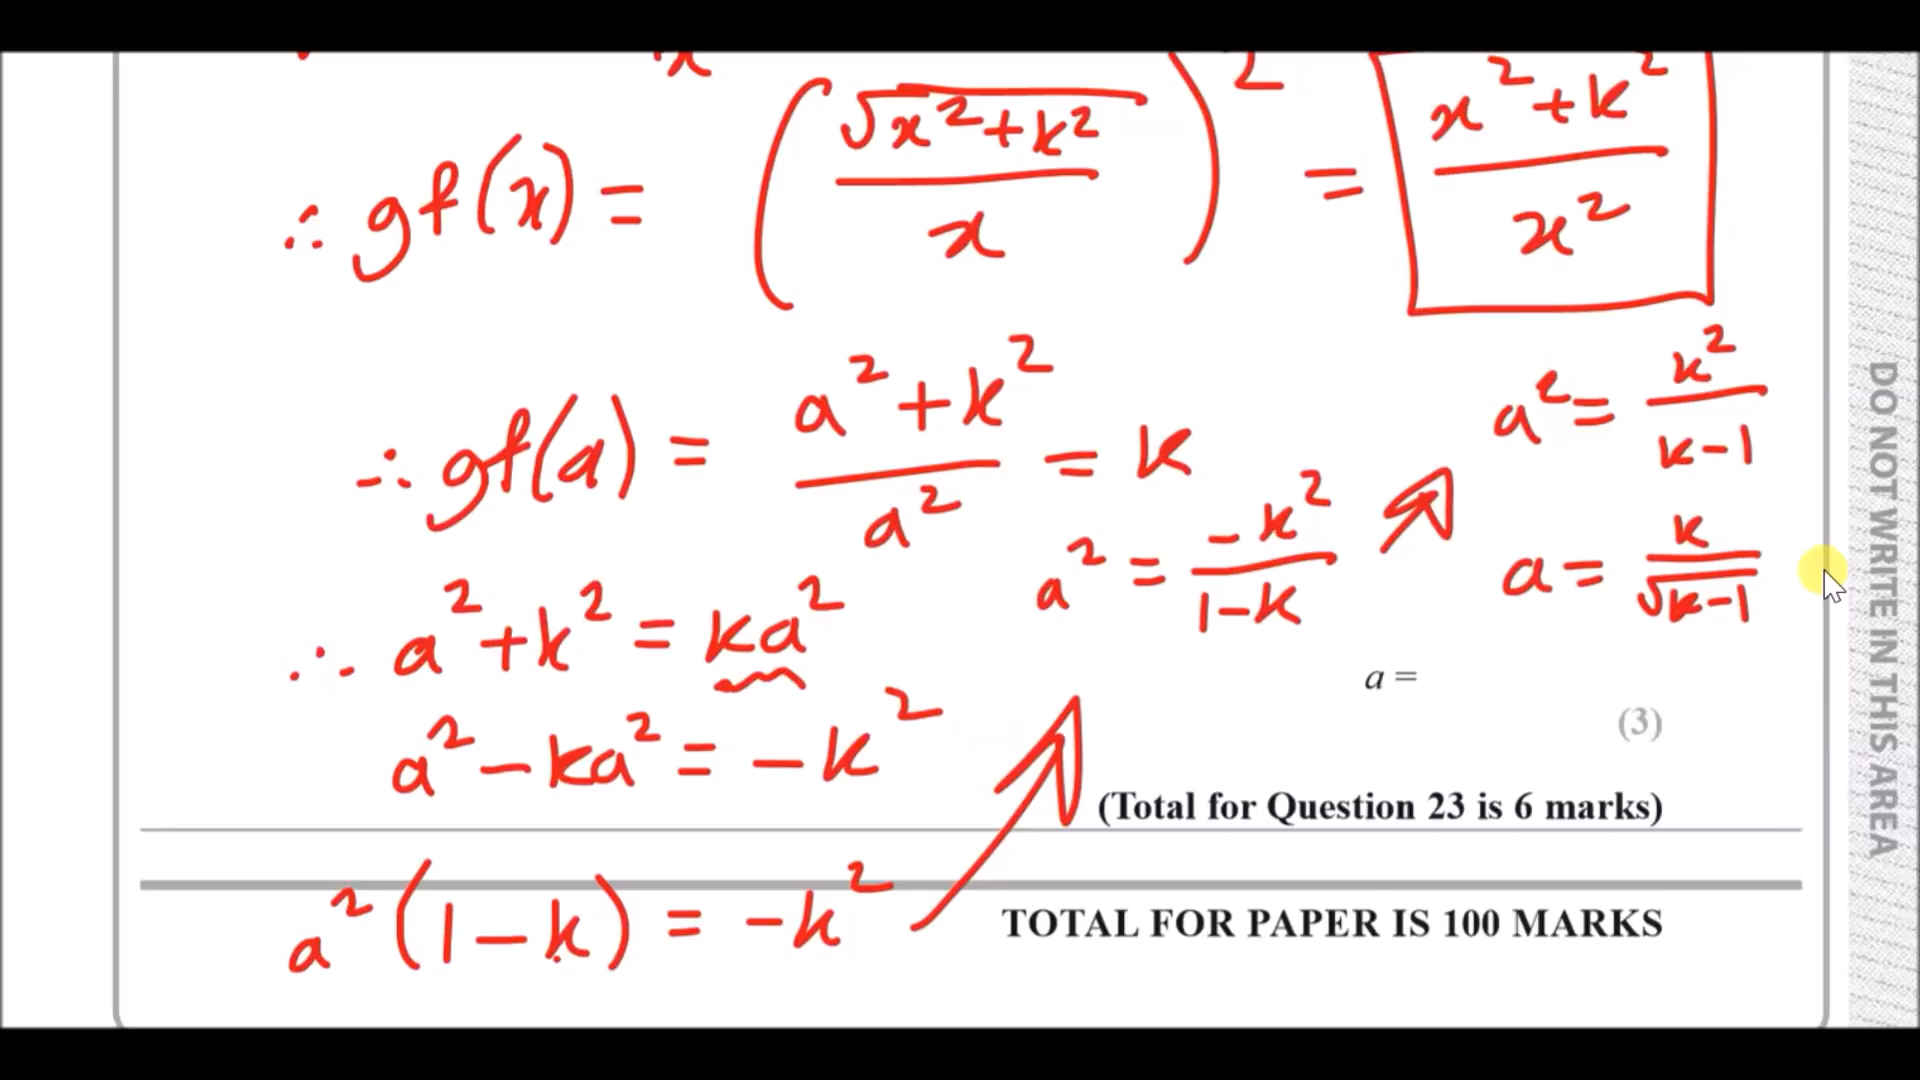 x 2
∴ gf(x) = (√x²+k² / x)² = x²+k² / x²
∴ gf(a) = a²+k² / a² = k
a² = k² / k-1
a² = -k² / 1-k
a = k / √k-1
∴ a²+k² = ka²
a =
(3)
a² - ka² = -k²
(Total for Question 23 is 6 marks)
a²(1-k) = -k²
TOTAL FOR PAPER IS 100 MARKS
DO NOT WRITE IN THIS AREA